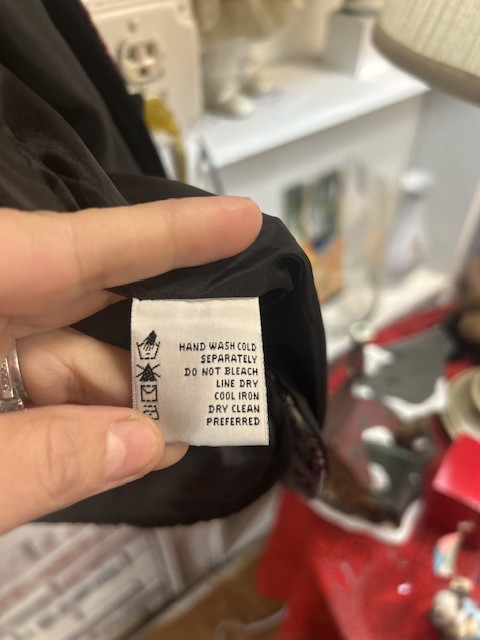 HAND WASH COLD
SEPARATELY
DO NOT BLEACH
LINE DRY
COOL IRON
DRY CLEAN
PREFERRED